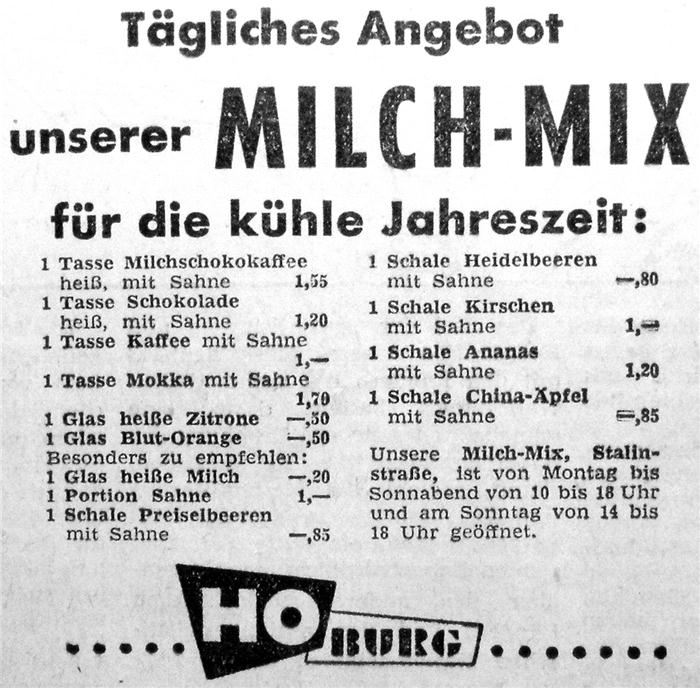 Tägliches Angebot
unserer MILCH-MIX
für die kühle Jahreszeit:
1 Tasse Milchschokokaffee
heiß, mit Sahne 1,55
1 Tasse Schokolade
heiß, mit Sahne 1,20
1 Tasse Kaffee mit Sahne
1,—
1 Tasse Mokka mit Sahne
1,70
1 Glas heiße Zitrone —,50
1 Glas Blut-Orange —,50
Besonders zu empfehlen:
1 Glas heiße Milch —,20
1 Portion Sahne 1,—
1 Schale Preiselbeeren
mit Sahne —,85
1 Schale Heidelbeeren
mit Sahne —,80
1 Schale Kirschen
mit Sahne 1,—
1 Schale Ananas
mit Sahne 1,20
1 Schale China-Äpfel
mit Sahne —,85
Unsere Milch-Mix, Stalin-
straße, ist von Montag bis
Sonnabend von 10 bis 18 Uhr
und am Sonntag von 14 bis
18 Uhr geöffnet.
HO
BURG